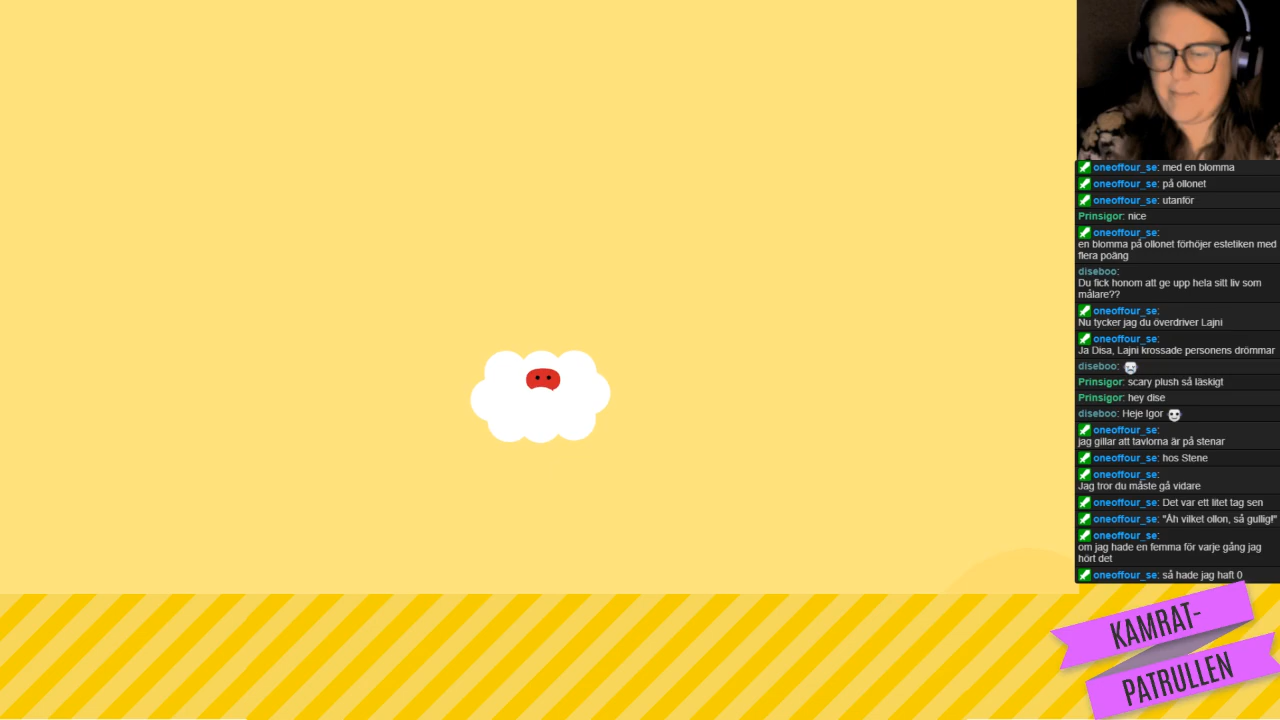 oneoffour_se: med en blomma
oneoffour_se: på ollonet
oneoffour_se: utanför
Prinsigor: nice
oneoffour_se:
en blomma på ollonet förhöjer estetiken med
flera poäng
diseboo:
Du fick honom att ge upp hela sitt liv som
målare??
oneoffour_se:
Nu tycker jag du överdriver Lajni
oneoffour_se:
Ja Disa, Lajni krossade personens drömmar
diseboo:
Prinsigor: scary plush så läskigt
Prinsigor: hey dise
diseboo: Heje Igor
oneoffour_se:
jag gillar att tavlorna är på stenar
oneoffour_se: hos Stene
oneoffour_se:
Jag tror du måste gå vidare
oneoffour_se: Det var ett litet tag sen
oneoffour_se: "Åh vilket ollon, så gullig!"
oneoffour_se:
om jag hade en femma för varje gång jag
hört det
oneoffour_se: så hade jag haft 0
KAMRAT-
PATRULLEN